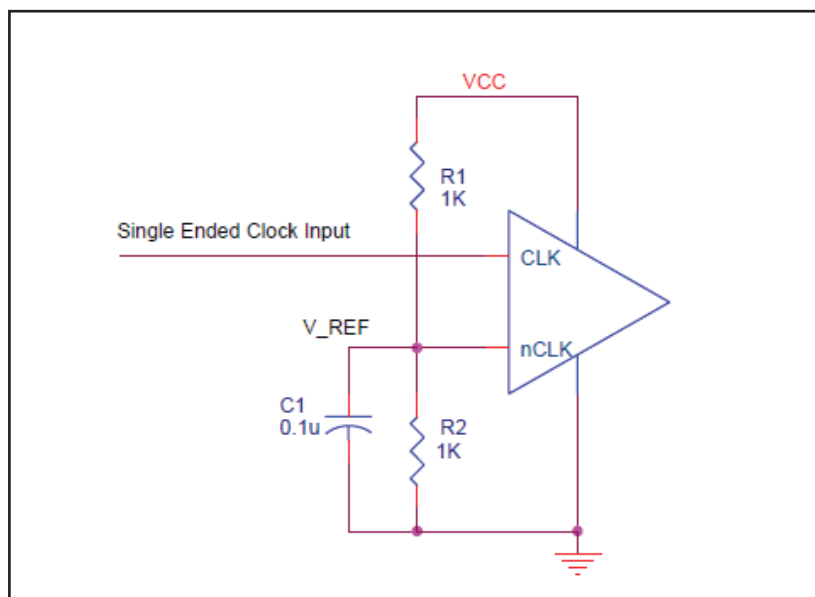 VCC
R1
1K
Single Ended Clock Input
CLK
V_REF
nCLK
C1
0.1u
R2
1K